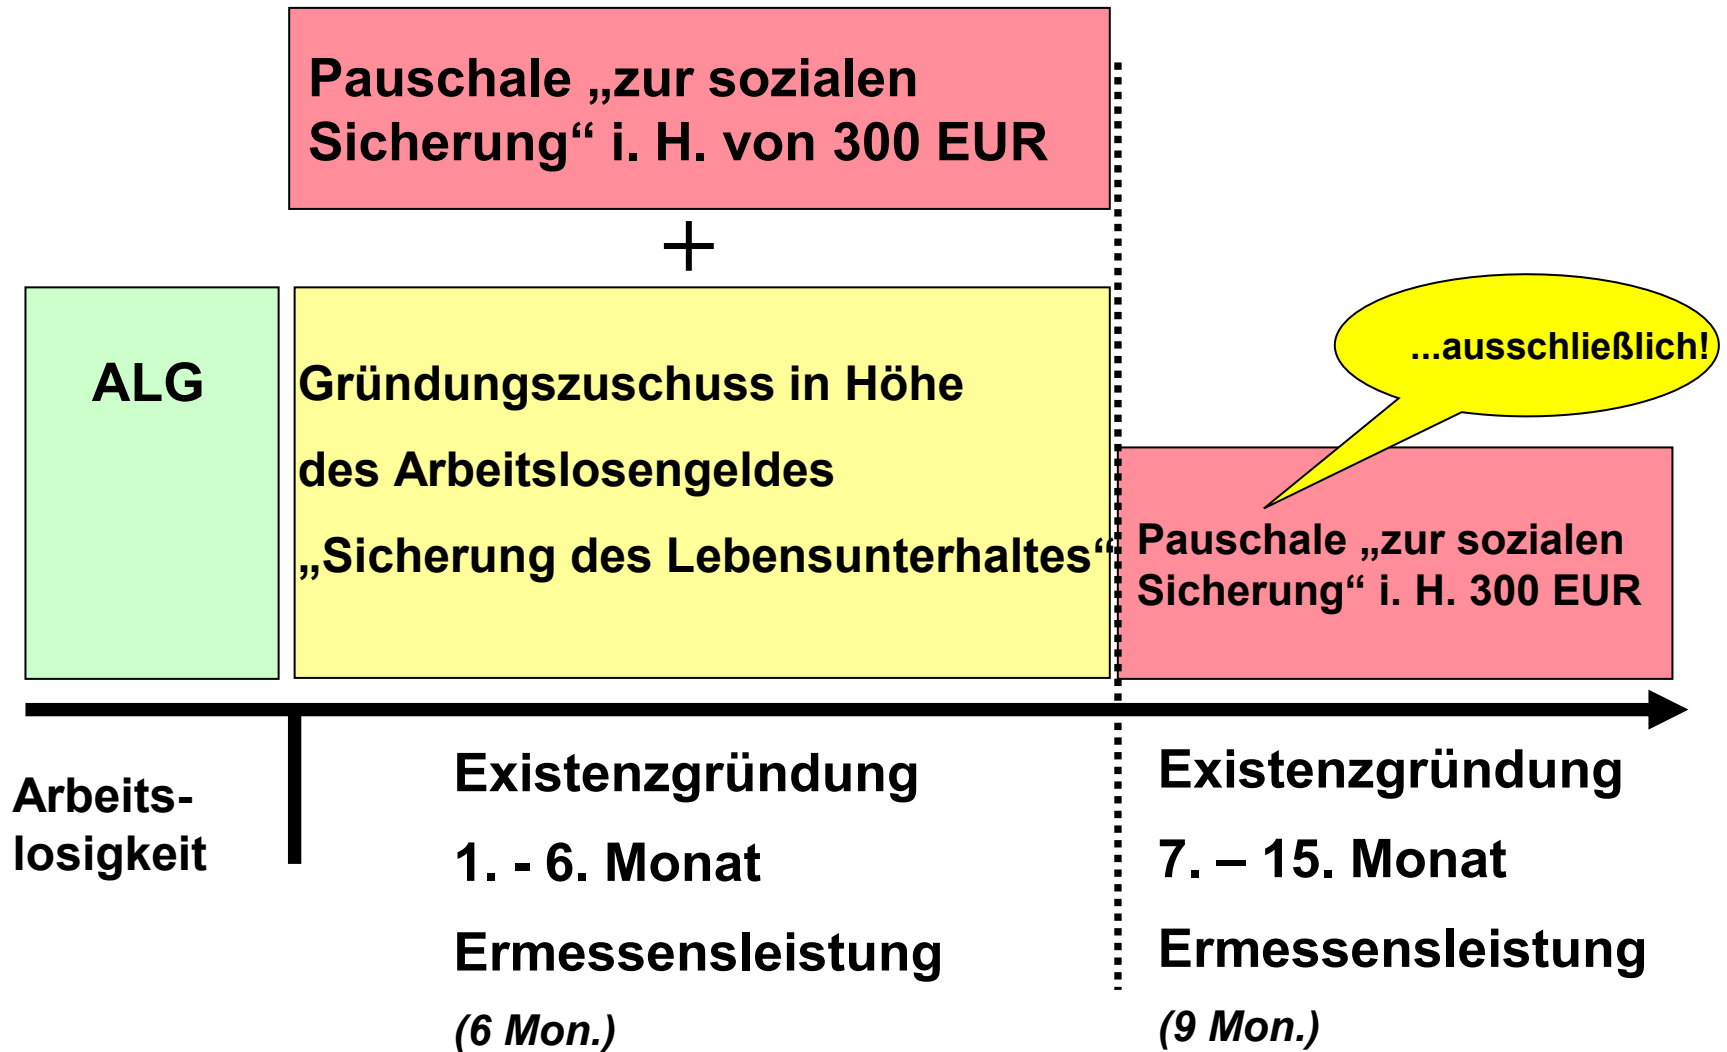 Pauschale „zur sozialen
Sicherung“ i. H. von 300 EUR
+
ALG
Gründungszuschuss in Höhe
des Arbeitslosengeldes
„Sicherung des Lebensunterhaltes“
...ausschließlich!
Pauschale „zur sozialen
Sicherung“ i. H. 300 EUR
Arbeits-
losigkeit
Existenzgründung
1. - 6. Monat
Ermessensleistung
(6 Mon.)
Existenzgründung
7. – 15. Monat
Ermessensleistung
(9 Mon.)